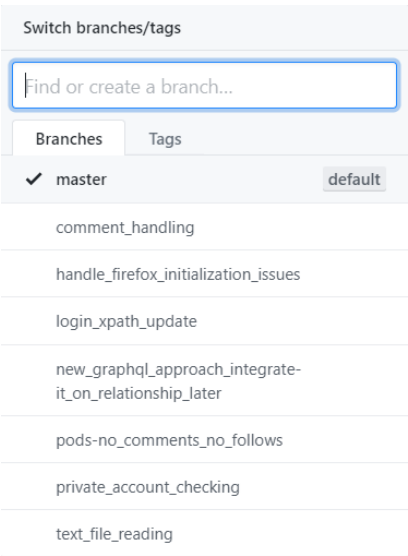 Switch branches/tags
Find or create a branch...
Branches Tags
master default
comment_handling
handle_firefox_initialization_issues
login_xpath_update
new_graphql_approach_integrate-
it_on_relationship_later
pods-no_comments_no_follows
private_account_checking
text_file_reading